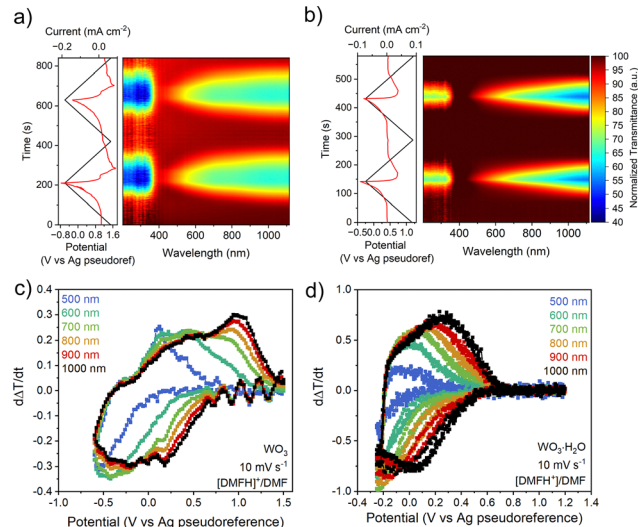 a)
Current (mA cm⁻²)
−0.2 0.0
800
600
400
200
0
Time (s)
−0.8 0.0 0.8 1.6
Potential
(V vs Ag pseudoref)
200 400 600 800 1000
Wavelength (nm)
b)
Current (mA cm⁻²)
−0.1 0.0 0.1
500
400
300
200
100
0
Time (s)
−0.5 0.0 0.5 1.0
Potential
(V vs Ag pseudoref)
200 400 600 800 1000
Wavelength (nm)
100
95
90
85
80
75
70
65
60
55
50
45
40
Normalized Transmittance (a.u.)
c)
0.4
0.3
0.2
0.1
0.0
-0.1
-0.2
-0.3
-0.4
dΔT/dt
500 nm
600 nm
700 nm
800 nm
900 nm
1000 nm
WO₃
10 mV s⁻¹
[DMFH]⁺/DMF
-0.5 0.0 0.5 1.0 1.5
Potential (V vs Ag pseudoreference)
d)
1.0
0.5
0.0
-0.5
-1.0
dΔT/dt
500 nm
600 nm
700 nm
800 nm
900 nm
1000 nm
WO₃·H₂O
10 mV s⁻¹
[DMFH⁺]/DMF
-0.4 -0.2 0.0 0.2 0.4 0.6 0.8 1.0 1.2 1.4
Potential (V vs Ag pseudoreference)